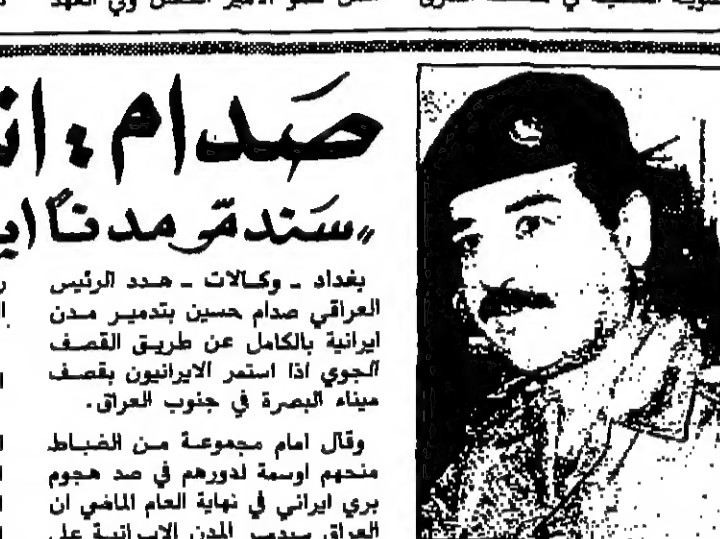 صدام :
"سندمّر مدناً
بغداد ـ وكالات ـ هدد الرئيس
العراقي صدام حسين بتدمير مدن
ايرانية بالكامل عن طريق القصف
الجوي اذا استمر الايرانيون بقصف
ميناء البصرة في جنوب العراق.
وقال امام مجموعة من الضباط
منحهم اوسمة لدورهم في صد هجوم
بري ايراني في نهاية العام الماضي ان
العراق سيدمر المدن الايرانية على